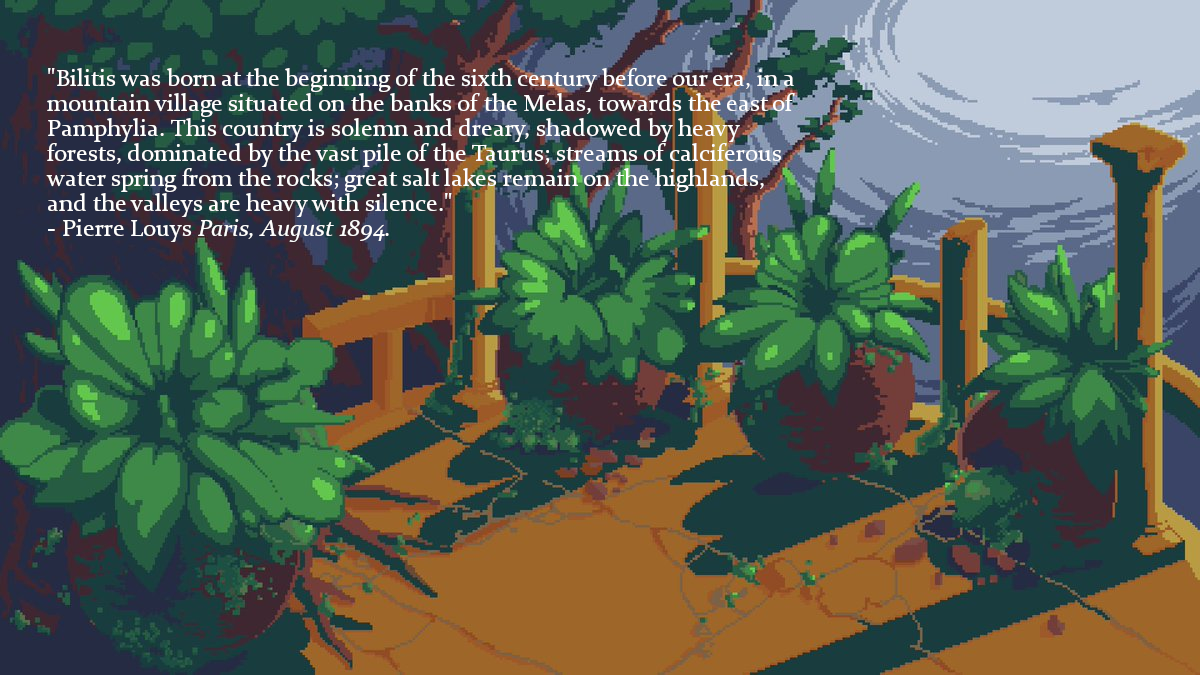 "Bilitis was born at the beginning of the sixth century before our era, in a
mountain village situated on the banks of the Melas, towards the east of
Pamphylia. This country is solemn and dreary, shadowed by heavy
forests, dominated by the vast pile of the Taurus; streams of calciferous
water spring from the rocks; great salt lakes remain on the highlands,
and the valleys are heavy with silence."
- Pierre Louys Paris, August 1894.